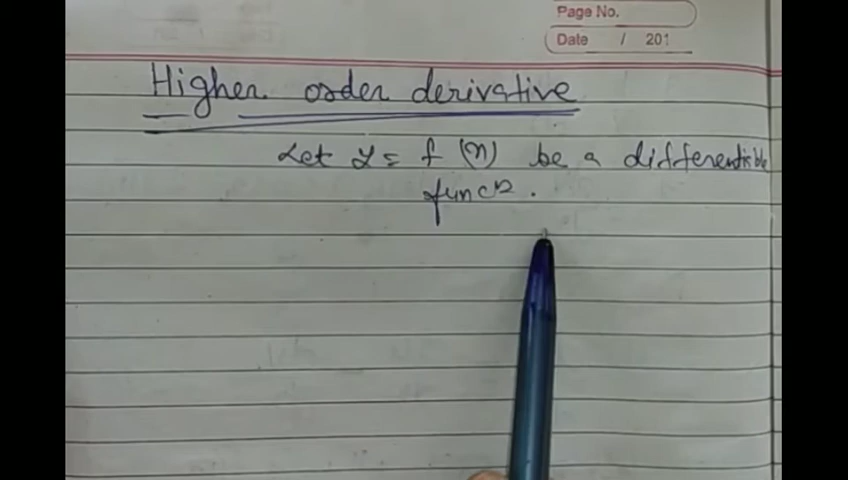 Page No.
Date / 201
Higher order derivative
Let y = f (x) be a differentiable
funcn.